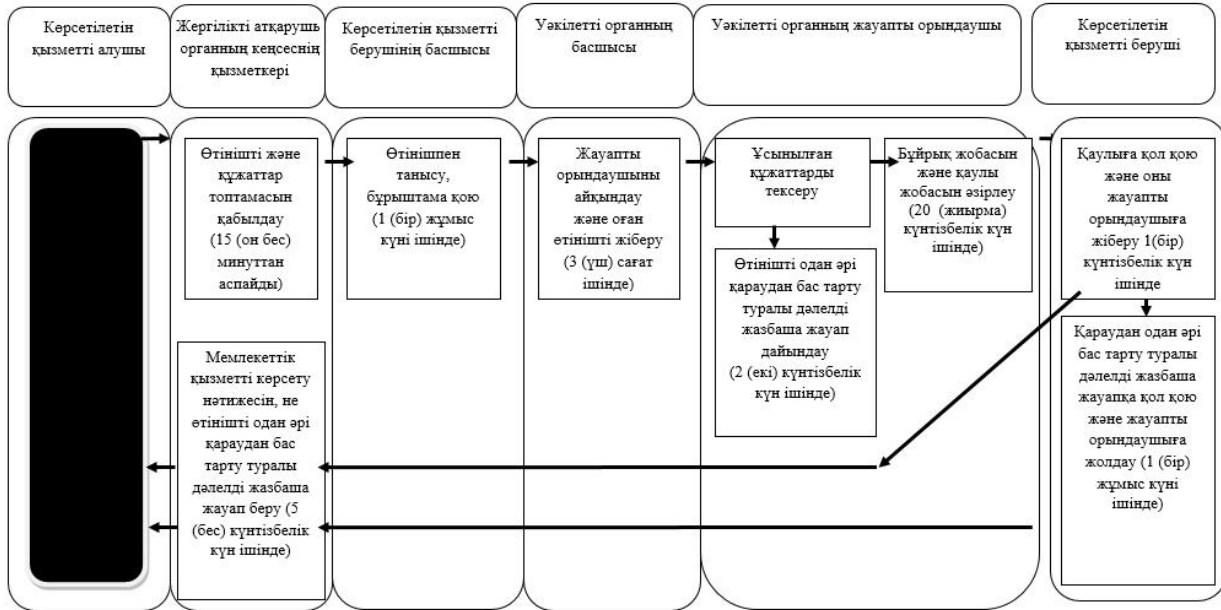 Көрсетілетін
қызметті алушы
Жергілікті атқарушь
органның кеңсеснің
қызметкері
Көрсетілетін қызметті
берушінің басшысы
Уәкілетті органның
басшысы
Уәкілетті органның жауапты орындаушы
Көрсетілетін
қызметті беруші
Өтінішті және
құжаттар
топтамасын
қабылдау
(15 (он бес)
минуттан
аспайды)
Өтінішпен
танысу,
бұрыштама қою
(1 (бір) жұмыс
күні ішінде)
Жауапты
орындаушыны
айқындау
және оған
өтінішті жіберу
(3 (үш) сағат
ішінде)
Ұсынылған
құжаттарды
тексеру
Бұйрық жобасын
және қаулы
жобасын әзірлеу
(20  (жиырма)
күнтізбелік күн
ішінде)
Қаулыға қол қою
және оны
жауапты
орындаушыға
жіберу 1(бір)
күнтізбелік күн
ішінде
Өтінішті одан әрі
қараудан бас тарту
туралы дәлелді
жазбаша жауап
дайындау
(2 (екі) күнтізбелік
күн ішінде)
Қараудан одан әрі
бас тарту туралы
дәлелді жазбаша
жауапқа қол қою
және жауапты
орындаушыға
жолдау (1 (бір)
жұмыс күні
ішінде)
Мемлекеттік
қызметті көрсету
нәтижесін, не
өтінішті одан әрі
қараудан бас
тарту туралы
дәлелді жазбаша
жауап беру (5
(бес) күнтізбелік
күн ішінде)